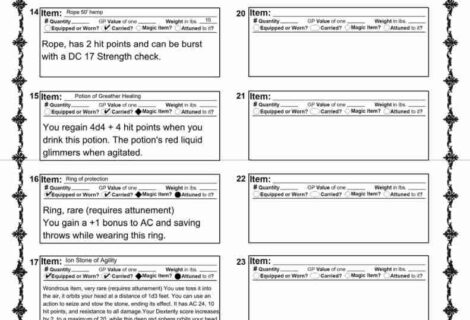 14 Item: Rope 50' hemp
# Quantity GP Value of one Weight in lbs. 10
Equipped or Worn? Carried? Magic Item? Attuned to it?
Rope, has 2 hit points and can be burst
with a DC 17 Strength check.
15 Item: Potion of Greather Healing
# Quantity GP Value of one Weight in lbs.
Equipped or Worn? Carried? Magic Item? Attuned to it?
You regain 4d4 + 4 hit points when you
drink this potion. The potion's red liquid
glimmers when agitated.
16 Item: Ring of protection
# Quantity GP Value of one Weight in lbs.
Equipped or Worn? Carried? Magic Item? Attuned to it?
Ring, rare (requires attunement)
You gain a +1 bonus to AC and saving
throws while wearing this ring.
17 Item: Ion Stone of Agility
# Quantity GP Value of one Weight in lbs.
Equipped or Worn? Carried? Magic Item? Attuned to it?
Wondrous item, very rare (requires attunement) You use toss it into
the air, it orbits your head at a distance of 1d3 feet. You can use an
action to seize and stow the stone, ending its effect. It has AC 24, 10
hit points, and resistance to all damage.Your Dexterity score increases
by 2, to a maximum of 20, while this deep red sphere orbits your head
20 Item:
# Quantity GP Value of one Weight in lbs.
Equipped or Worn? Carried? Magic Item? Attuned to it?
21 Item:
# Quantity GP Value of one Weight in lbs.
Equipped or Worn? Carried? Magic Item? Attuned to it?
22 Item:
# Quantity GP Value of one Weight in lbs.
Equipped or Worn? Carried? Magic Item? Attuned to it?
23 Item:
# Quantity GP Value of one Weight in lbs.
Equipped or Worn? Carried? Magic Item? Attuned to it?